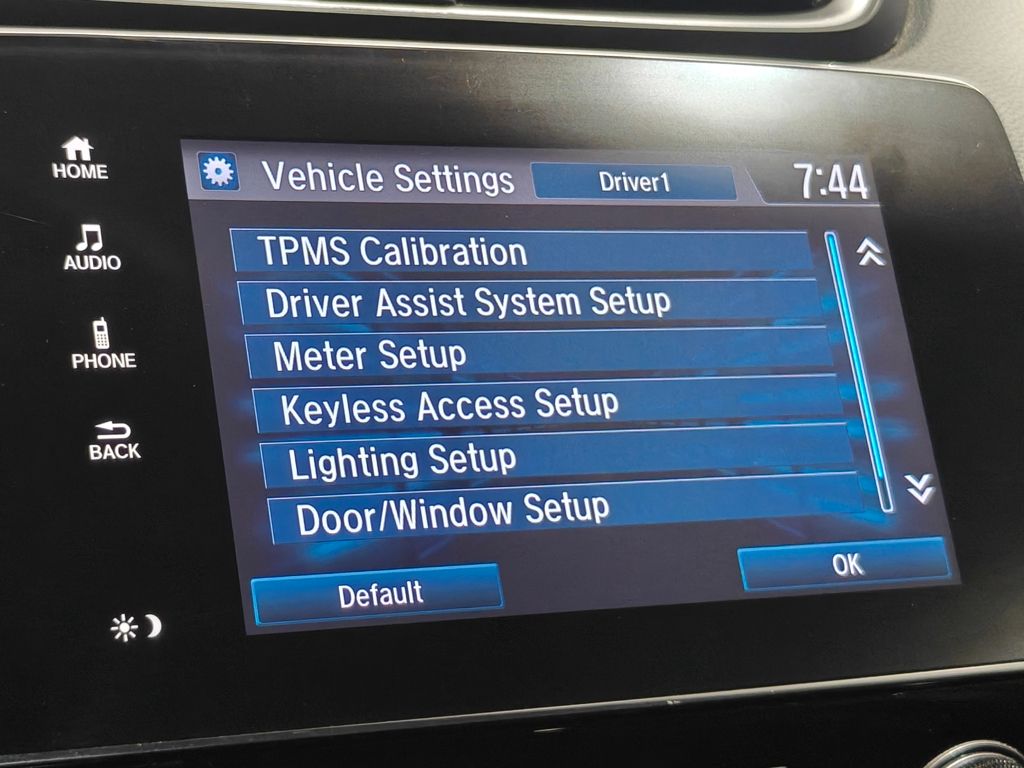 HOME
AUDIO
PHONE
BACK
Vehicle Settings Driver1 7:44
TPMS Calibration
Driver Assist System Setup
Meter Setup
Keyless Access Setup
Lighting Setup
Door/Window Setup
Default OK